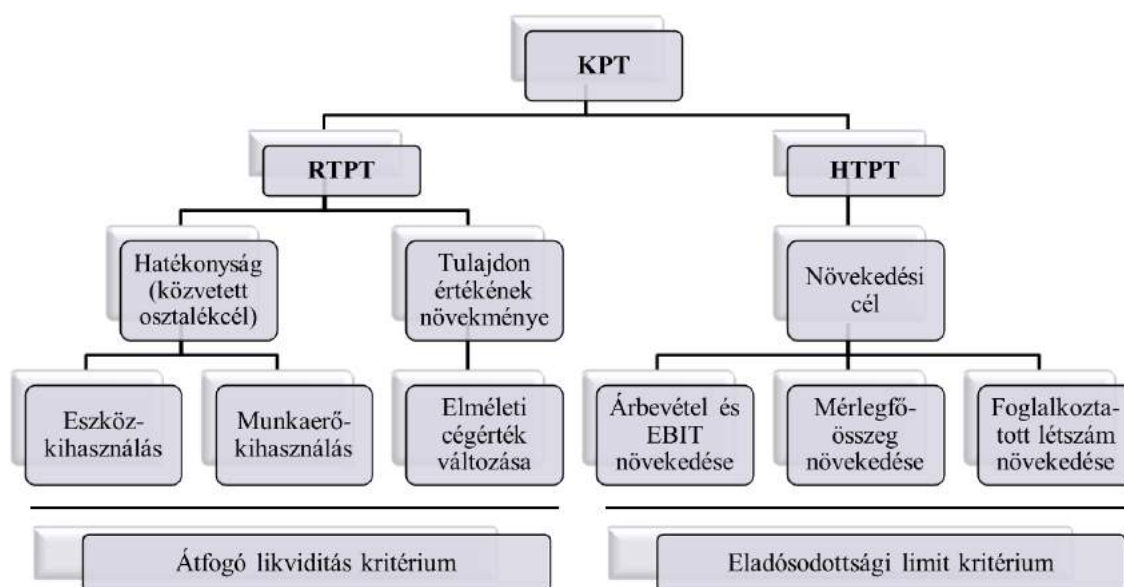 KPT
RTPT
HTPT
Hatékonyság
(közvetett
osztalékcél)
Tulajdon
értékének
növekménye
Növekedési
cél
Eszköz-
kihasználás
Munkaerő-
kihasználás
Elméleti
cégérték
változása
Árbevétel és
EBIT
növekedése
Mérlegfő-
összeg
növekedése
Foglalkozta-
tott létszám
növekedése
Átfogó likviditás kritérium
Eladósodottsági limit kritérium